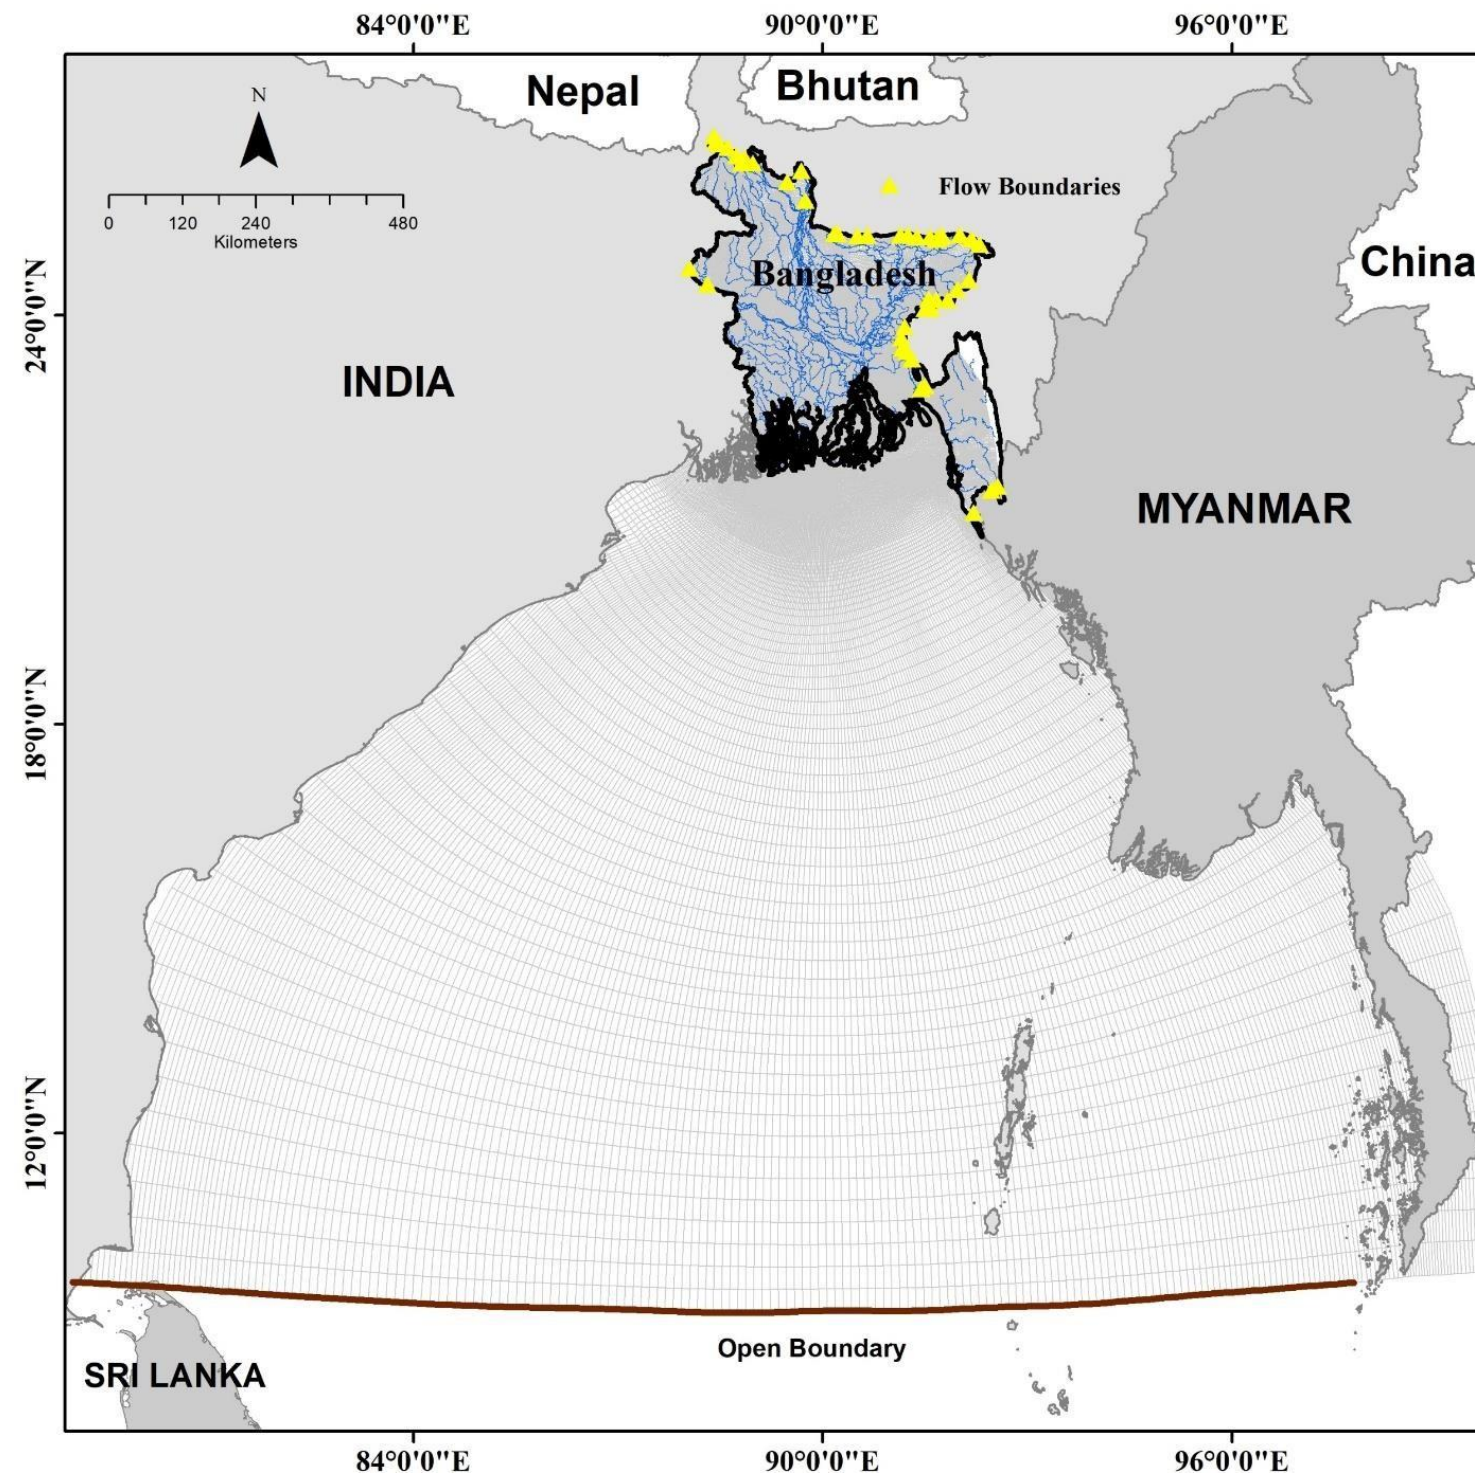 84°0'0"E
90°0'0"E
96°0'0"E
Nepal
Bhutan
N
Flow Boundaries
0 120 240 480
Kilometers
China
Bangladesh
24°0'0"N
INDIA
MYANMAR
18°0'0"N
12°0'0"N
Open Boundary
SRI LANKA
84°0'0"E
90°0'0"E
96°0'0"E